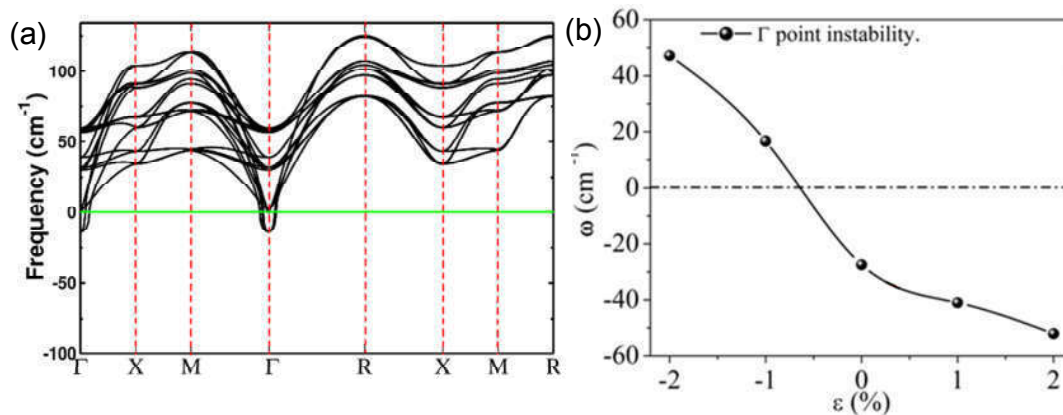 (a)
Frequency (cm⁻¹)
100
50
0
-50
-100
Γ X M Γ R X M R
(b)
Γ point instability.
ω (cm⁻¹)
60
40
20
0
-20
-40
-60
-2 -1 0 1 2
ε (%)